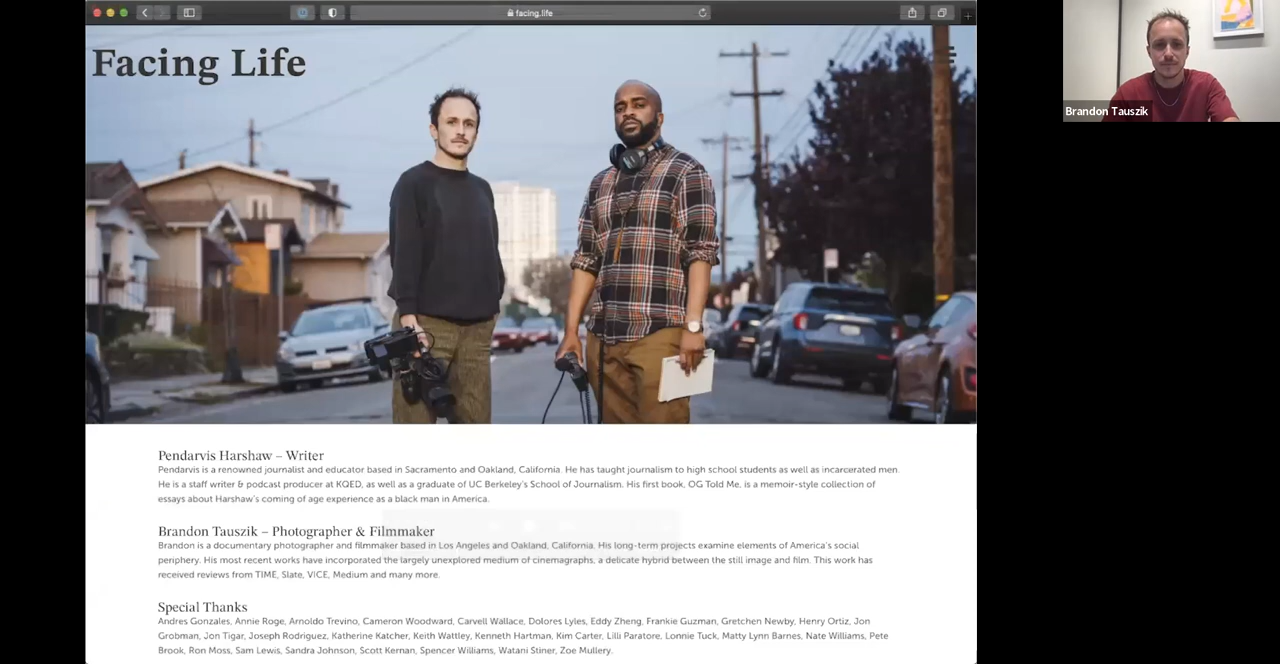 facing.life
Facing Life
Brandon Tauszik
Pendarvis Harshaw – Writer
Pendarvis is a renowned journalist and educator based in Sacramento and Oakland, California. He has taught journalism to high school students as well as incarcerated men.
He is a staff writer & podcast producer at KQED, as well as a graduate of UC Berkeley's School of Journalism. His first book, OG Told Me, is a memoir-style collection of
essays about Harshaw's coming of age experience as a black man in America.
Brandon Tauszik – Photographer & Filmmaker
Brandon is a documentary photographer and filmmaker based in Los Angeles and Oakland, California. His long-term projects examine elements of America's social
periphery. His most recent works have incorporated the largely unexplored medium of cinemagraphs, a delicate hybrid between the still image and film. This work has
received reviews from TIME, Slate, VICE, Medium and many more.
Special Thanks
Andres Gonzales, Annie Roge, Arnoldo Trevino, Cameron Woodward, Carvell Wallace, Dolores Lyles, Eddy Zheng, Frankie Guzman, Gretchen Newby, Henry Ortiz, Jon
Grobman, Jon Tigar, Joseph Rodriguez, Katherine Katcher, Keith Wattley, Kenneth Hartman, Kim Carter, Lilli Paratore, Lonnie Tuck, Matty Lynn Barnes, Nate Williams, Pete
Brook, Ron Moss, Sam Lewis, Sandra Johnson, Scott Kernan, Spencer Williams, Watani Stiner, Zoe Mullery.